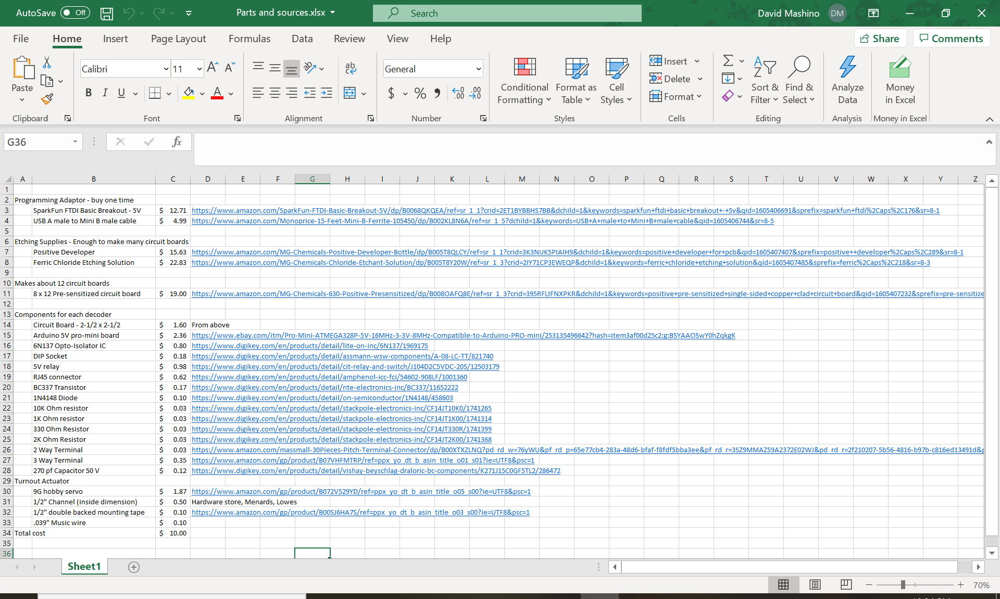 AutoSave Off Parts and sources.xlsx Search David Mashino DM
File Home Insert Page Layout Formulas Data Review View Help Share Comments
Paste Calibri 11 A A ab c General Conditional Formatting Format as Table Cell Styles Insert Delete Format Sort & Filter Find & Select Analyze Data Money in Excel
B I U A $ % 9 .00
Clipboard Font Alignment Number Styles Cells Editing Analysis Money in Excel
G36 fx
A B C D E F G H I J K L M N O P Q R S T U V W X Y Z
1
2 Programming Adaptor - buy one time
3 SparkFun FTDI Basic Breakout - 5V $ 12.71 https://www.amazon.com/SparkFun-FTDI-Basic-Breakout-5V/dp/B0068QKQEA/ref=sr_1_1?crid=2ET1BYBBHS7BB&dchild=1&keywords=sparkfun+ftdi+basic+breakout+-+5v&qid=1605406691&sprefix=sparkfun+ftdi%2Caps%2C176&sr=8-1
4 USB A male to Mini B male cable $ 4.99 https://www.amazon.com/Monoprice-15-Feet-Mini-B-Ferrite-105450/dp/B002KL8N6A/ref=sr_1_5?dchild=1&keywords=USB+A+male+to+Mini+B+male+cable&qid=1605406744&sr=8-5
5
6 Etching Supplies - Enough to make many circuit boards
7 Positive Developer $ 15.63 https://www.amazon.com/MG-Chemicals-Positive-Developer-Bottle/dp/B005T8QLCY/ref=sr_1_1?crid=3K3NUK5PIAIH9&dchild=1&keywords=positive+developer+for+pcb&qid=1605407407&sprefix=positive++developer%2Caps%2C289&sr=8-1
8 Ferric Chloride Etching Solution $ 22.83 https://www.amazon.com/MG-Chemicals-Chloride-Etchant-Solution/dp/B005T8Y20W/ref=sr_1_3?crid=2IY71CP3EWEQP&dchild=1&keywords=ferric+chloride+etching+solution&qid=1605407485&sprefix=ferric%2Caps%2C218&sr=8-3
9
10 Makes about 12 circuit boards
11 8 x 12 Pre-sensitized circuit board $ 19.00 https://www.amazon.com/MG-Chemicals-630-Positive-Presensitized/dp/B008OAFQ8E/ref=sr_1_3?crid=395RFLIFNXPKR&dchild=1&keywords=positive+pre-sensitized+single-sided+copper+clad+circuit+board&qid=1605407232&sprefix=pre-sensitize
12
13 Components for each decoder
14 Circuit Board - 2-1/2 x 2-1/2 $ 1.60 From above
15 Arduino 5V pro-mini board $ 2.36 https://www.ebay.com/itm/Pro-Mini-ATMEGA328P-5V-16MHz-3-3V-8MHz-Compatible-to-Arduino-PRO-mini/253135496642?hash=item3af00d25c2:g:BSYAAOSwY0hZqkgK
16 6N137 Opto-Isolator IC $ 0.80 https://www.digikey.com/en/products/detail/lite-on-inc/6N137/1969175
17 DIP Socket $ 0.18 https://www.digikey.com/en/products/detail/assmann-wsw-components/A-08-LC-TT/821740
18 5V relay $ 0.98 https://www.digikey.com/en/products/detail/cit-relay-and-switch/J104D2C5VDC-20S/12503179
19 RJ45 connector $ 0.62 https://www.digikey.com/en/products/detail/amphenol-icc-fci/54602-908LF/1001360
20 BC337 Transistor $ 0.17 https://www.digikey.com/en/products/detail/nte-electronics-inc/BC337/11652222
21 1N4148 Diode $ 0.10 https://www.digikey.com/en/products/detail/on-semiconductor/1N4148/458603
22 10K Ohm resistor $ 0.03 https://www.digikey.com/en/products/detail/stackpole-electronics-inc/CF14JT10K0/1741265
23 1K Ohm resistor $ 0.03 https://www.digikey.com/en/products/detail/stackpole-electronics-inc/CF14JT1K00/1741314
24 330 Ohm Resistor $ 0.03 https://www.digikey.com/en/products/detail/stackpole-electronics-inc/CF14JT330R/1741399
25 2K Ohm Resistor $ 0.03 https://www.digikey.com/en/products/detail/stackpole-electronics-inc/CF14JT2K00/1741368
26 2 Way Terminal $ 0.03 https://www.amazon.com/massmall-30Pieces-Pitch-Terminal-Connector/dp/B00XTXZLNQ?pd_rd_w=76yWU&pf_rd_p=65e77cb4-283a-48d6-bfaf-f8fdf5bba3ee&pf_rd_r=3SZ9MMAZS9A2372E02WJ&pd_rd_r=2f210207-5b56-4816-b97b-c816ed13491d&p
27 3 Way Terminal $ 0.35 https://www.amazon.com/gp/product/B07VHFMTRP/ref=ppx_yo_dt_b_asin_title_o01_s01?ie=UTF8&psc=1
28 270 pf Capacitor 50 V $ 0.12 https://www.digikey.com/en/products/detail/vishay-beyschlag-draloric-bc-components/K271J15C0GF5TL2/286472
29 Turnout Actuator
30 9G hobby servo $ 1.87 https://www.amazon.com/gp/product/B072V529YD/ref=ppx_yo_dt_b_asin_title_o05_s00?ie=UTF8&psc=1
31 1/2" Channel (inside dimension) $ 0.50 Hardware store, Menards, Lowes
32 1/2" double backed mounting tape $ 0.10 https://www.amazon.com/gp/product/B00SJ6HA7S/ref=ppx_yo_dt_b_asin_title_o03_s00?ie=UTF8&psc=1
33 .039" Music wire $ 0.10
34 Total cost $ 10.00
35
36
Sheet1
70%